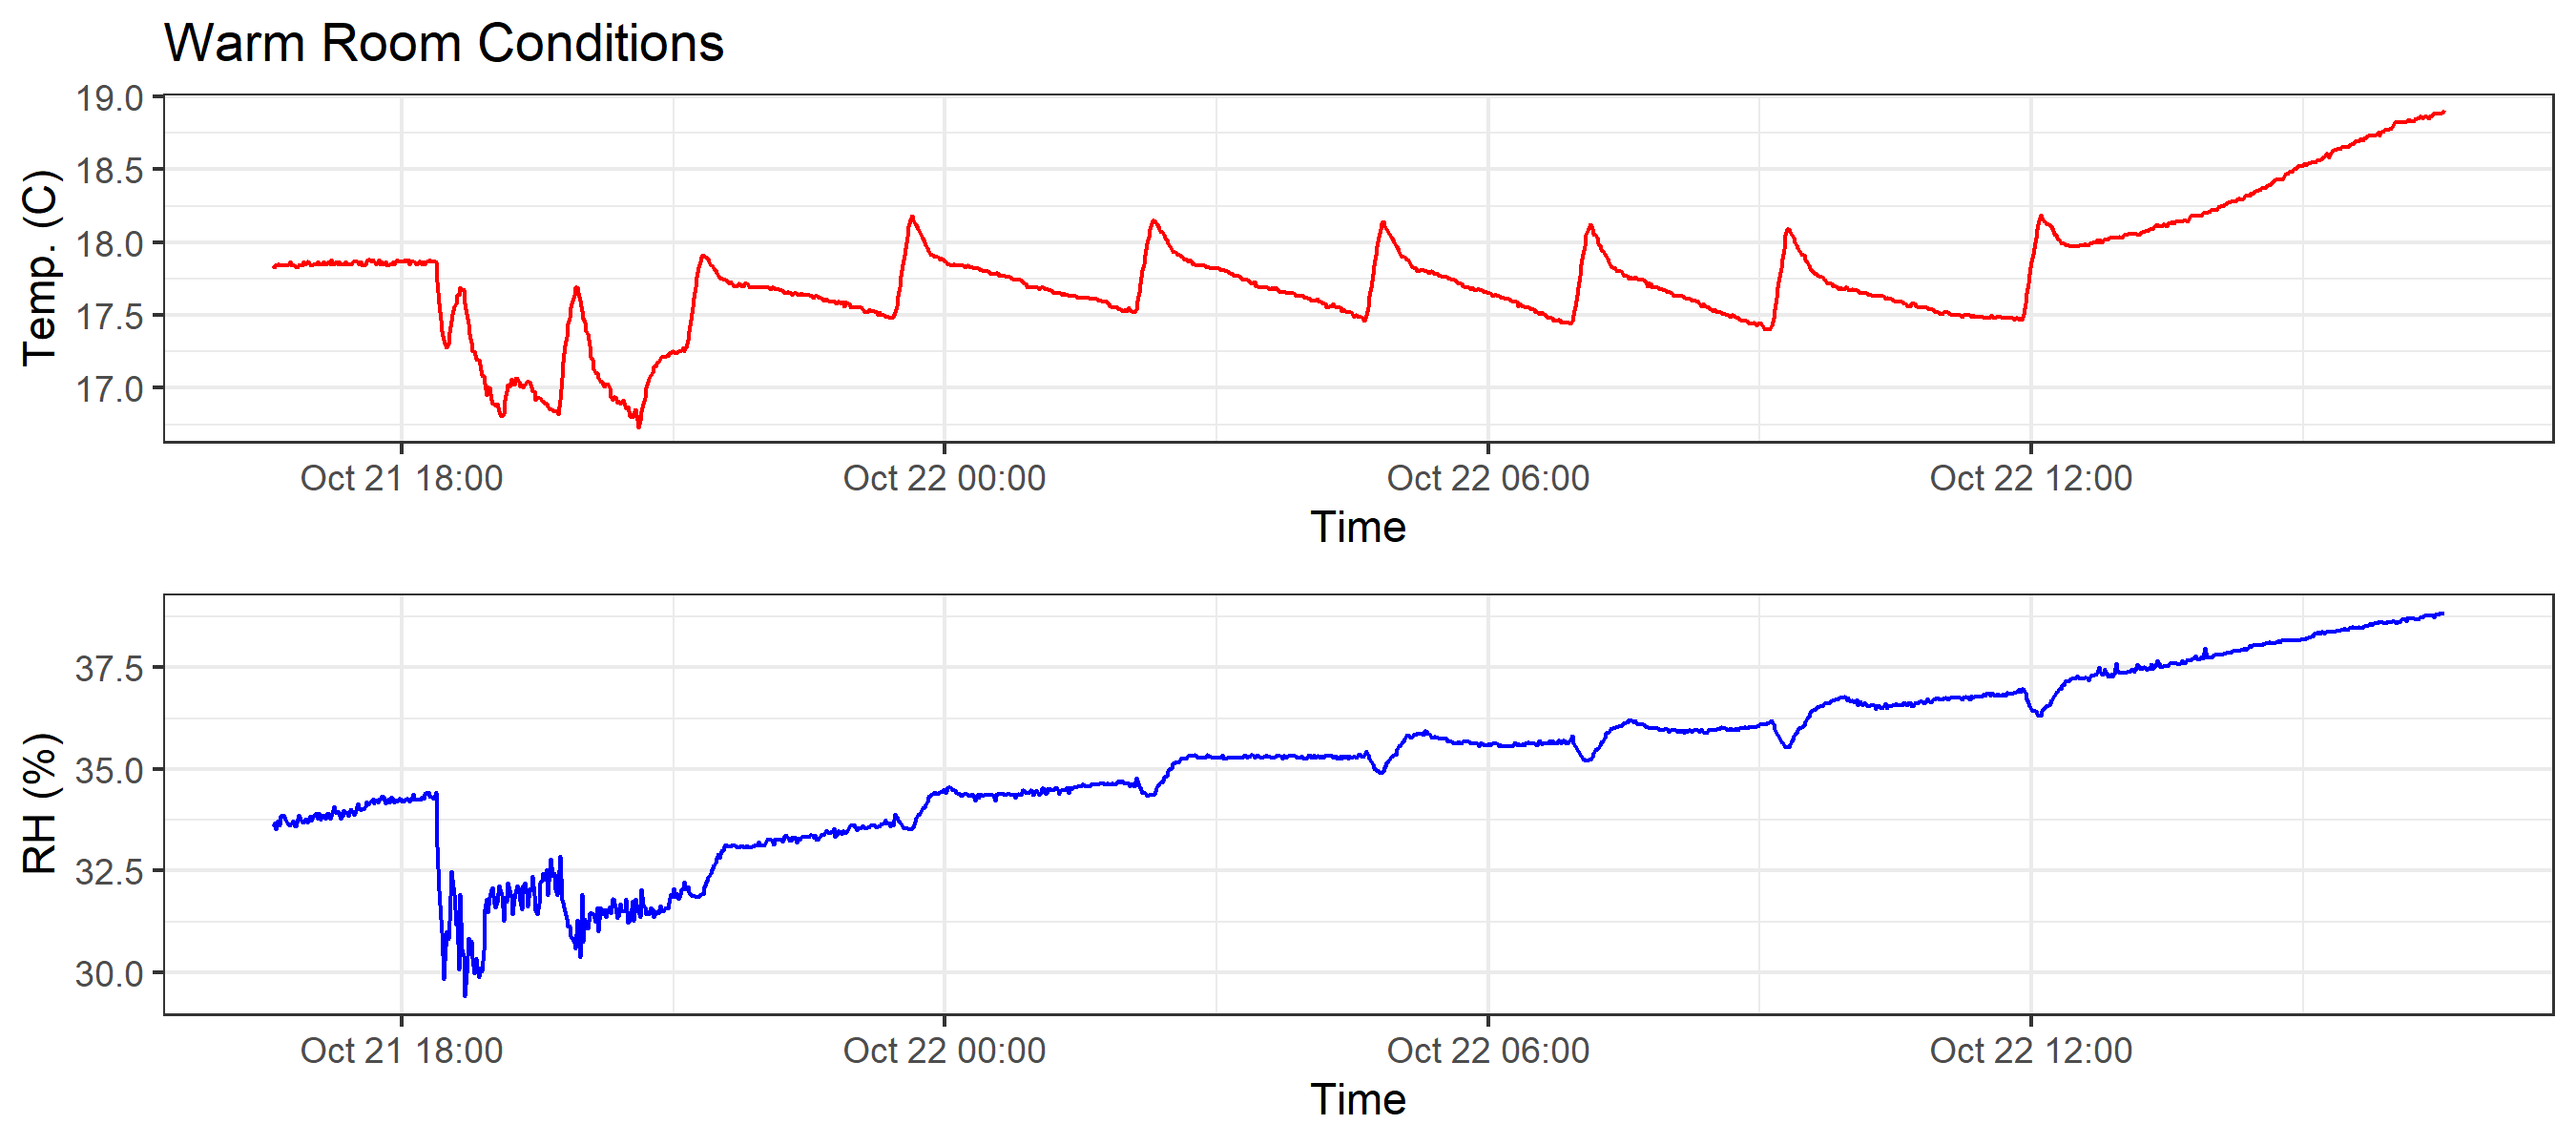 Warm Room Conditions
Temp. (C)
19.0
18.5
18.0
17.5
17.0
Oct 21 18:00 Oct 22 00:00 Oct 22 06:00 Oct 22 12:00
Time
RH (%)
37.5
35.0
32.5
30.0
Oct 21 18:00 Oct 22 00:00 Oct 22 06:00 Oct 22 12:00
Time